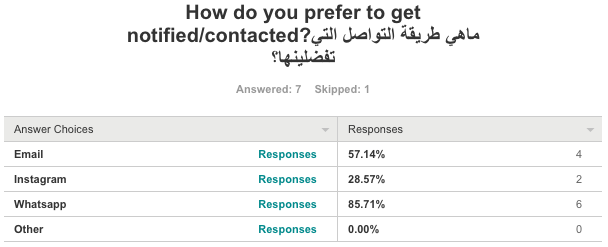 How do you prefer to get
notified/contacted?ماهي طريقة التواصل التي
تفضلينها؟
Answered: 7 Skipped: 1
Answer Choices Responses
Email Responses 57.14% 4
Instagram Responses 28.57% 2
Whatsapp Responses 85.71% 6
Other Responses 0.00% 0